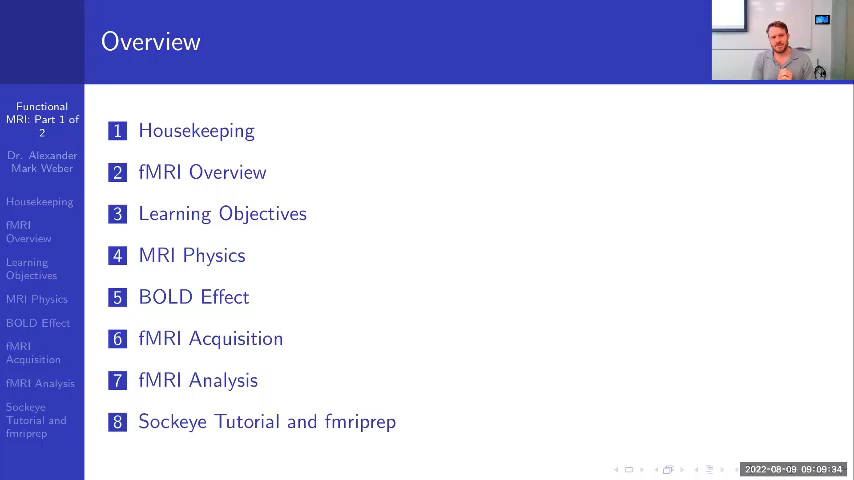 Overview
Functional
MRI: Part 1 of
2
Dr. Alexander
Mark Weber
Housekeeping
fMRI
Overview
Learning
Objectives
MRI Physics
BOLD Effect
fMRI
Acquisition
fMRI Analysis
Sockeye
Tutorial and
fmriprep
1 Housekeeping
2 fMRI Overview
3 Learning Objectives
4 MRI Physics
5 BOLD Effect
6 fMRI Acquisition
7 fMRI Analysis
8 Sockeye Tutorial and fmriprep
2022-08-09 09:09:34